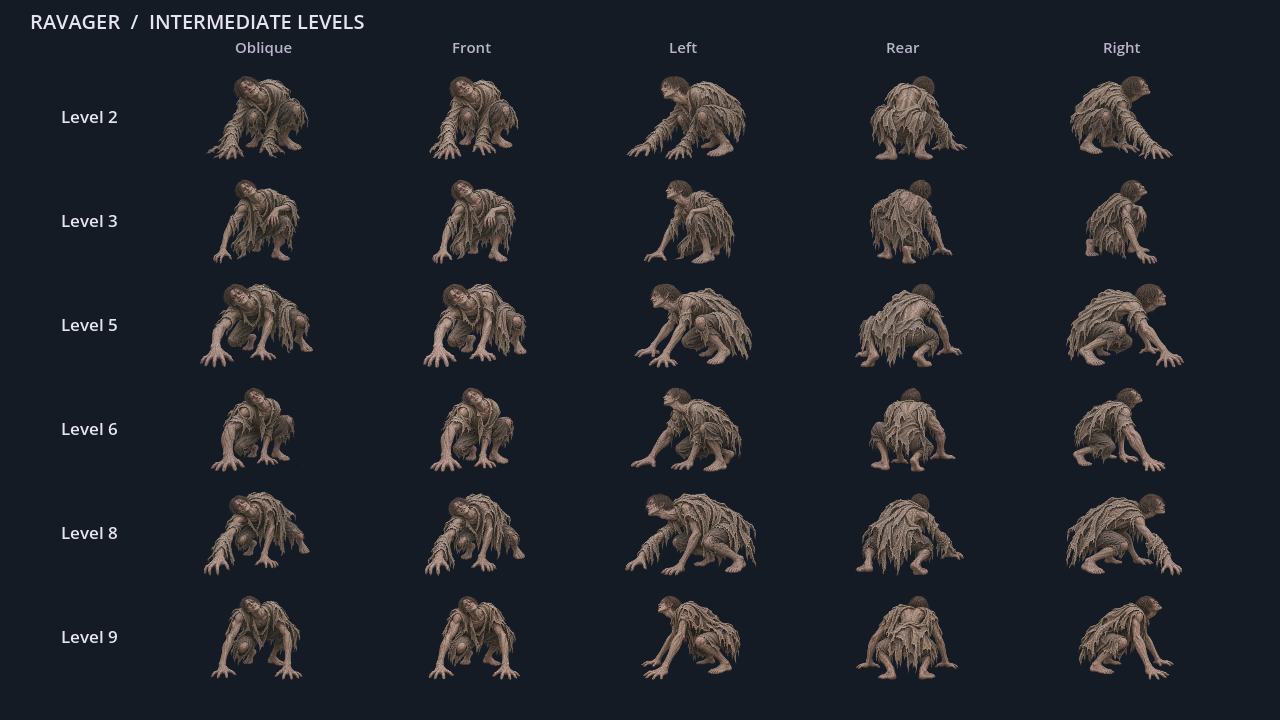 RAVAGER / INTERMEDIATE LEVELS
Oblique Front Left Rear Right
Level 2
Level 3
Level 5
Level 6
Level 8
Level 9